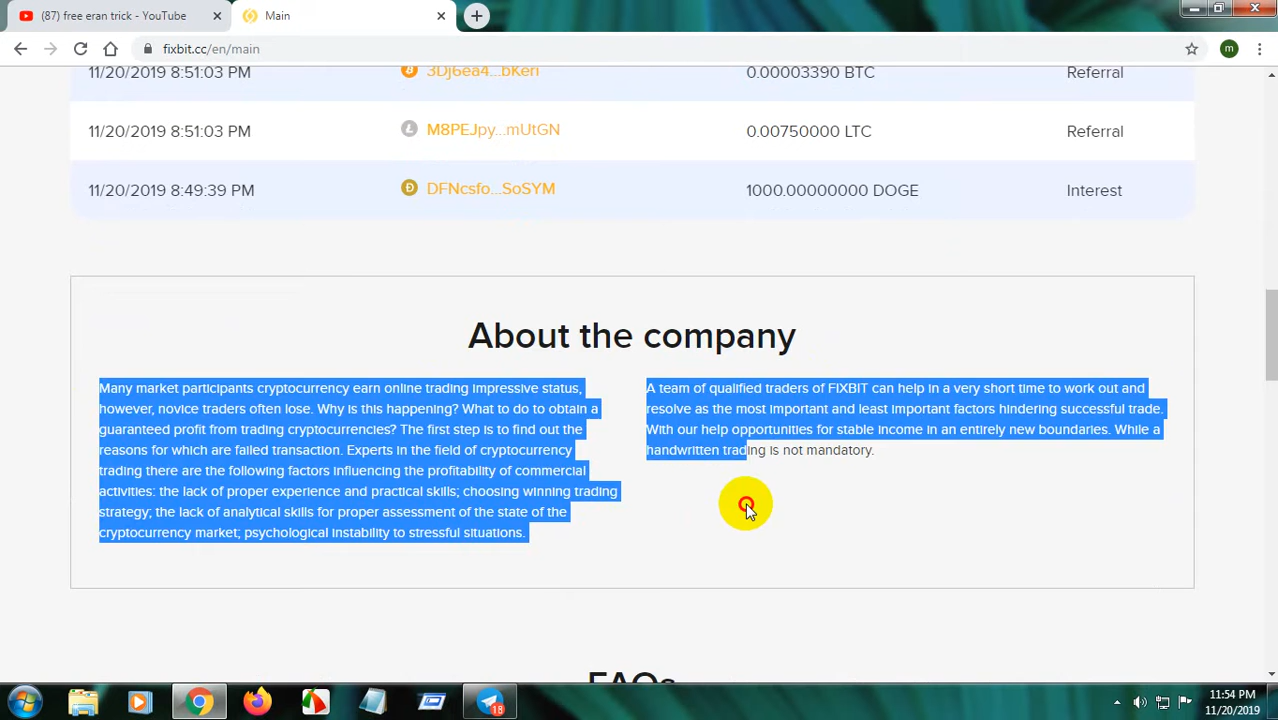 (87) free eran trick - YouTube
Main
fixbit.cc/en/main
m
11/20/2019 8:51:03 PM 3Dj6ea4...bKeri 0.00003390 BTC Referral
11/20/2019 8:51:03 PM M8PEJpy...mUtGN 0.00750000 LTC Referral
11/20/2019 8:49:39 PM DFNcsfo...SoSYM 1000.00000000 DOGE Interest
About the company
Many market participants cryptocurrency earn online trading impressive status,
however, novice traders often lose. Why is this happening? What to do to obtain a
guaranteed profit from trading cryptocurrencies? The first step is to find out the
reasons for which are failed transaction. Experts in the field of cryptocurrency
trading there are the following factors influencing the profitability of commercial
activities: the lack of proper experience and practical skills; choosing winning trading
strategy; the lack of analytical skills for proper assessment of the state of the
cryptocurrency market; psychological instability to stressful situations.
A team of qualified traders of FIXBIT can help in a very short time to work out and
resolve as the most important and least important factors hindering successful trade.
With our help opportunities for stable income in an entirely new boundaries. While a
handwritten trading is not mandatory.
FAQs
18
11:54 PM
11/20/2019